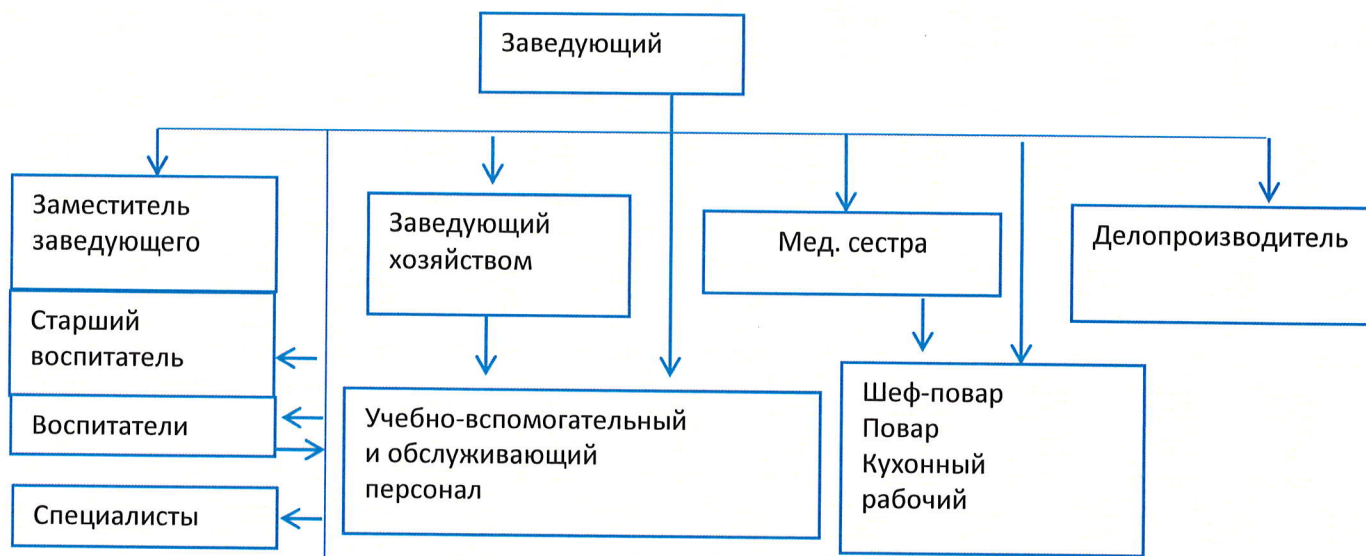 Заведующий
Заместитель
заведующего
Заведующий
хозяйством
Мед. сестра
Делопроизводитель
Старший
воспитатель
Воспитатели
Специалисты
Учебно-вспомогательный
и обслуживающий
персонал
Шеф-повар
Повар
Кухонный
рабочий